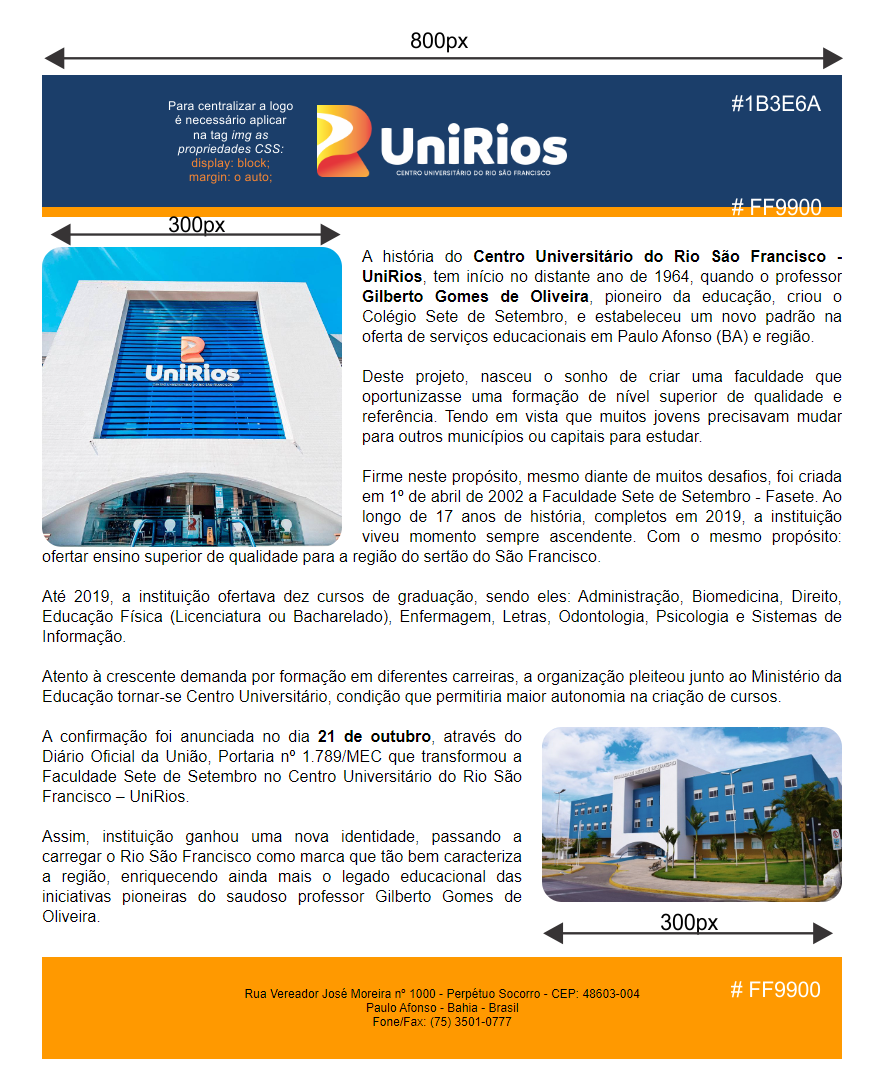 800px
Para centralizar a logo
é necessário aplicar
na tag img as
propriedades CSS:
display: block;
margin: o auto;
UniRios
CENTRO UNIVERSITÁRIO DO RIO SÃO FRANCISCO
#1B3E6A
# FF9900
300px
UniRios
CENTRO UNIVERSITÁRIO DO RIO SÃO FRANCISCO
A história do Centro Universitário do Rio São Francisco -
UniRios, tem início no distante ano de 1964, quando o professor
Gilberto Gomes de Oliveira, pioneiro da educação, criou o
Colégio Sete de Setembro, e estabeleceu um novo padrão na
oferta de serviços educacionais em Paulo Afonso (BA) e região.
Deste projeto, nasceu o sonho de criar uma faculdade que
oportunizasse uma formação de nível superior de qualidade e
referência. Tendo em vista que muitos jovens precisavam mudar
para outros municípios ou capitais para estudar.
Firme neste propósito, mesmo diante de muitos desafios, foi criada
em 1º de abril de 2002 a Faculdade Sete de Setembro - Fasete. Ao
longo de 17 anos de história, completos em 2019, a instituição
viveu momento sempre ascendente. Com o mesmo propósito:
ofertar ensino superior de qualidade para a região do sertão do São Francisco.
Até 2019, a instituição ofertava dez cursos de graduação, sendo eles: Administração, Biomedicina, Direito,
Educação Física (Licenciatura ou Bacharelado), Enfermagem, Letras, Odontologia, Psicologia e Sistemas de
Informação.
Atento à crescente demanda por formação em diferentes carreiras, a organização pleiteou junto ao Ministério da
Educação tornar-se Centro Universitário, condição que permitiria maior autonomia na criação de cursos.
A confirmação foi anunciada no dia 21 de outubro, através do
Diário Oficial da União, Portaria nº 1.789/MEC que transformou a
Faculdade Sete de Setembro no Centro Universitário do Rio São
Francisco – UniRios.
Assim, instituição ganhou uma nova identidade, passando a
carregar o Rio São Francisco como marca que tão bem caracteriza
a região, enriquecendo ainda mais o legado educacional das
iniciativas pioneiras do saudoso professor Gilberto Gomes de
Oliveira.
300px
Rua Vereador José Moreira nº 1000 - Perpétuo Socorro - CEP: 48603-004
Paulo Afonso - Bahia - Brasil
Fone/Fax: (75) 3501-0777
# FF9900